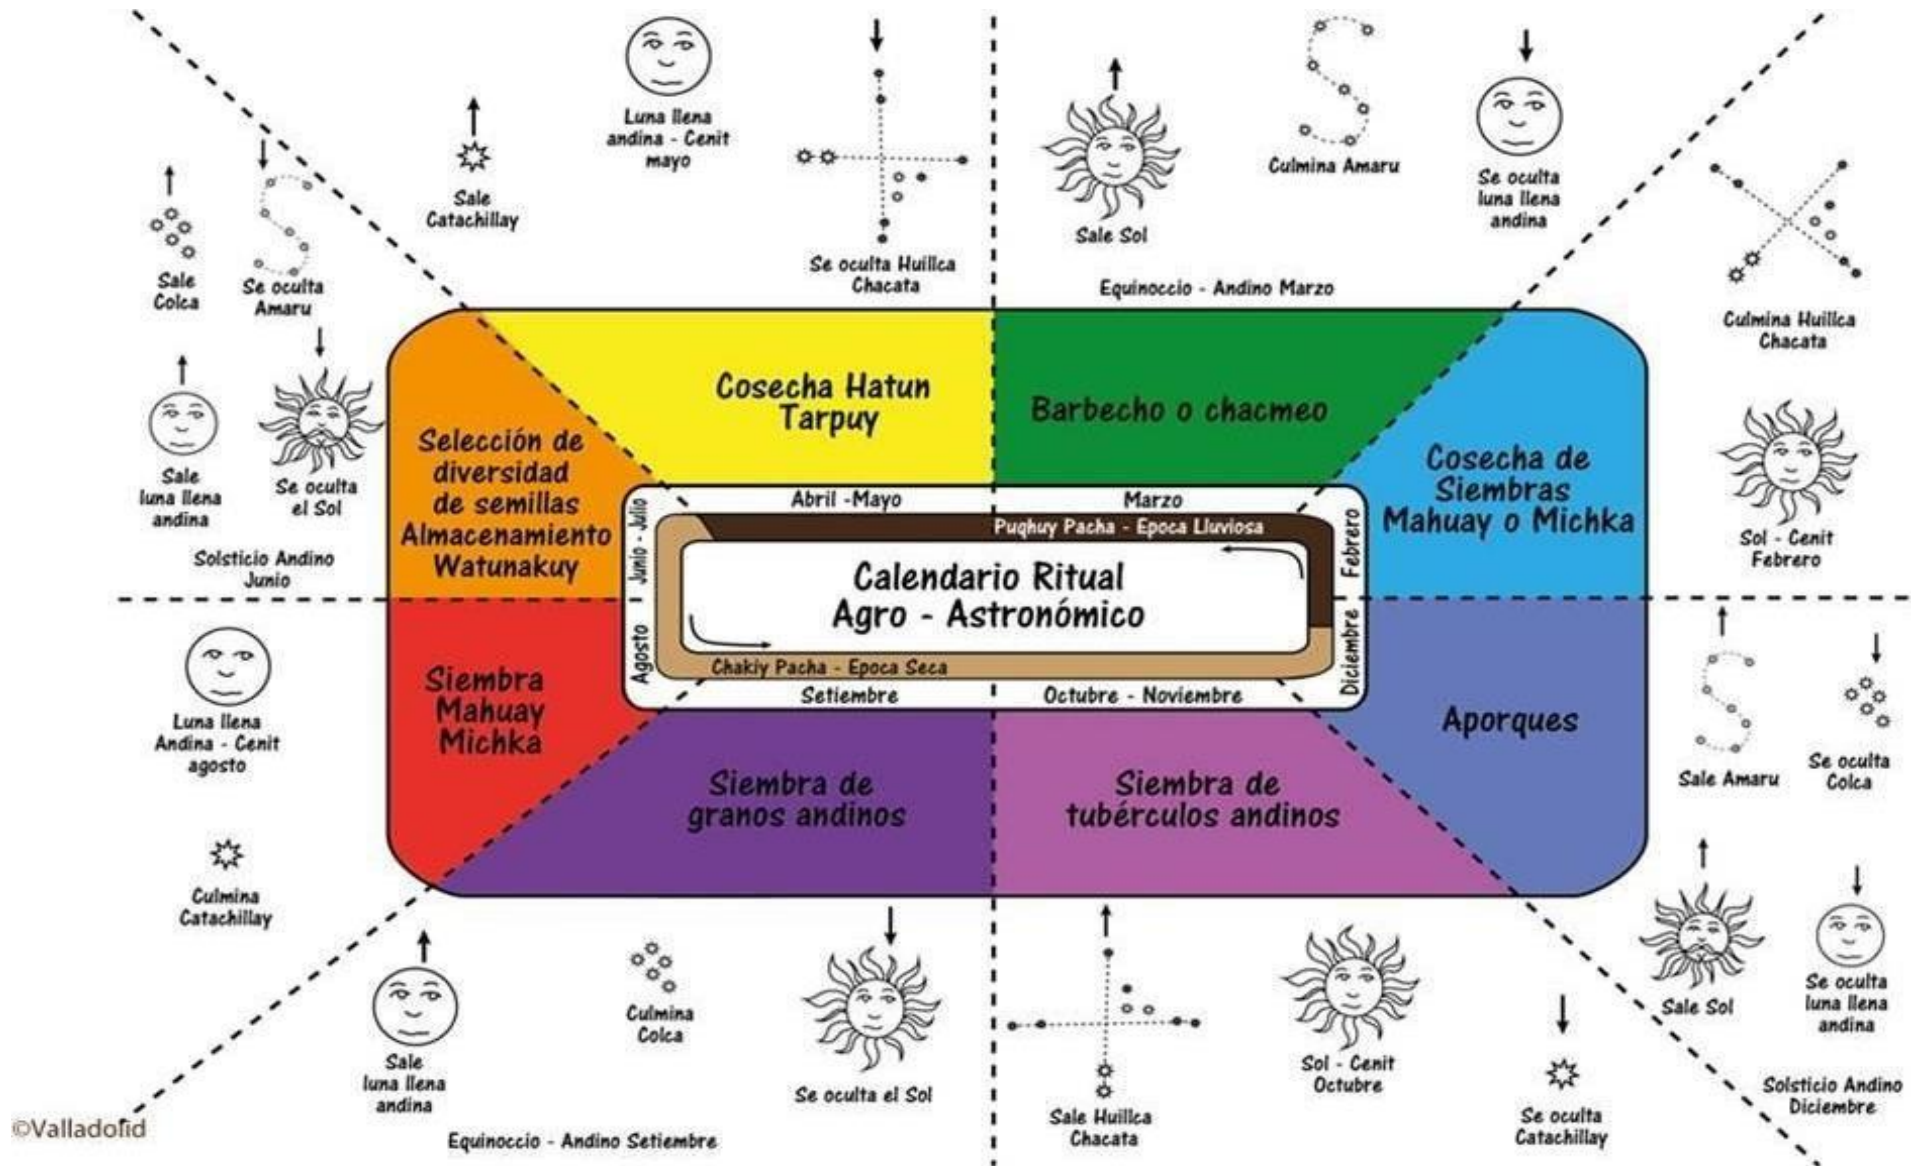 Luna llena
andina - Cenit
mayo
Sale
Catachillay
Se oculta Huillca
Chacata
Sale Sol
Culmina Amaru
Se oculta
luna llena
andina
Equinoccio - Andino Marzo
Sale
Colca
Se oculta
Amaru
Sale
luna llena
andina
Se oculta
el Sol
Solsticio Andino
Junio
Culmina Huillca
Chacata
Sol - Cenit
Febrero
Cosecha Hatun
Tarpuy
Barbecho o chacmeo
Selección de
diversidad
de semillas
Almacenamiento
Watunakuy
Cosecha de
Siembras
Mahuay o Michka
Abril -Mayo
Marzo
Junio - Julio
Febrero
Puqhuy Pacha - Epoca Lluviosa
Calendario Ritual
Agro - Astronómico
Chakiy Pacha - Epoca Seca
Agosto
Diciembre
Setiembre
Octubre - Noviembre
Luna llena
Andina - Cenit
agosto
Culmina
Catachillay
Siembra
Mahuay
Michka
Siembra de
granos andinos
Siembra de
tubérculos andinos
Aporques
Sale Amaru
Se oculta
Colca
Sale Sol
Se oculta
luna llena
andina
Solsticio Andino
Diciembre
Sale
luna llena
andina
Culmina
Colca
Se oculta el Sol
Equinoccio - Andino Setiembre
Sale Huillca
Chacata
Sol - Cenit
Octubre
Se oculta
Catachillay
©Valladolid